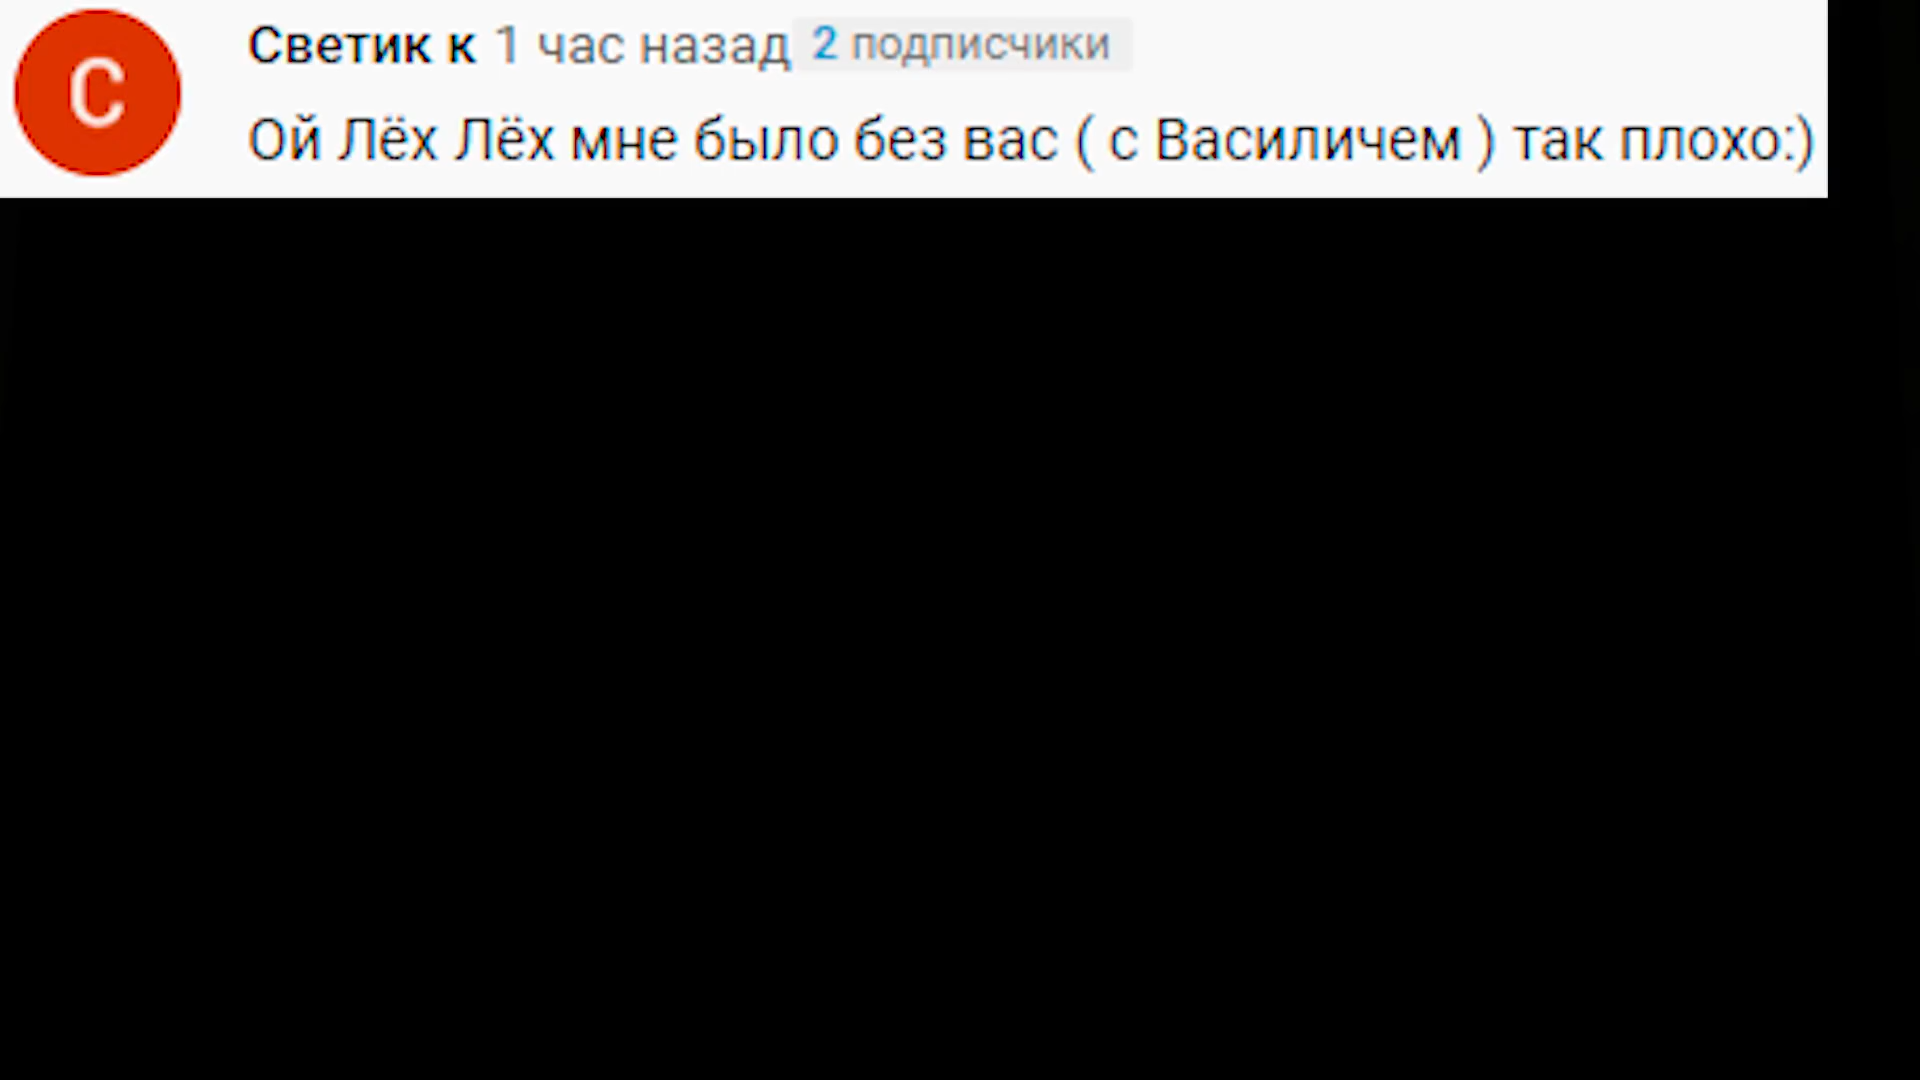 С
Светик к 1 час назад 2 подписчики
Ой Лёх Лёх мне было без вас ( с Василичем ) так плохо:)